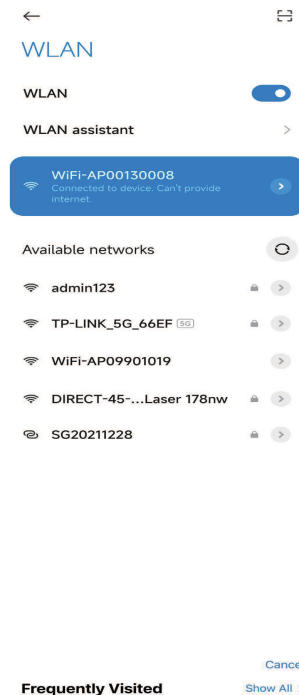 WLAN
WLAN
WLAN assistant
WiFi-AP00130008
Connected to device. Can't provide
internet.
Available networks
admin123
TP-LINK_5G_66EF 5G
WiFi-AP09901019
DIRECT-45-...Laser 178nw
SG20211228
Cance
Frequently Visited Show All